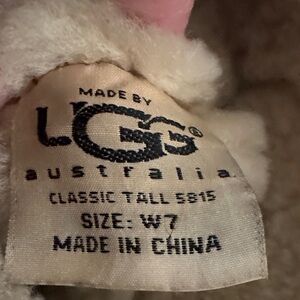 MADE BY
UGG®
australia
CLASSIC TALL 5815
SIZE: W7
MADE IN CHINA